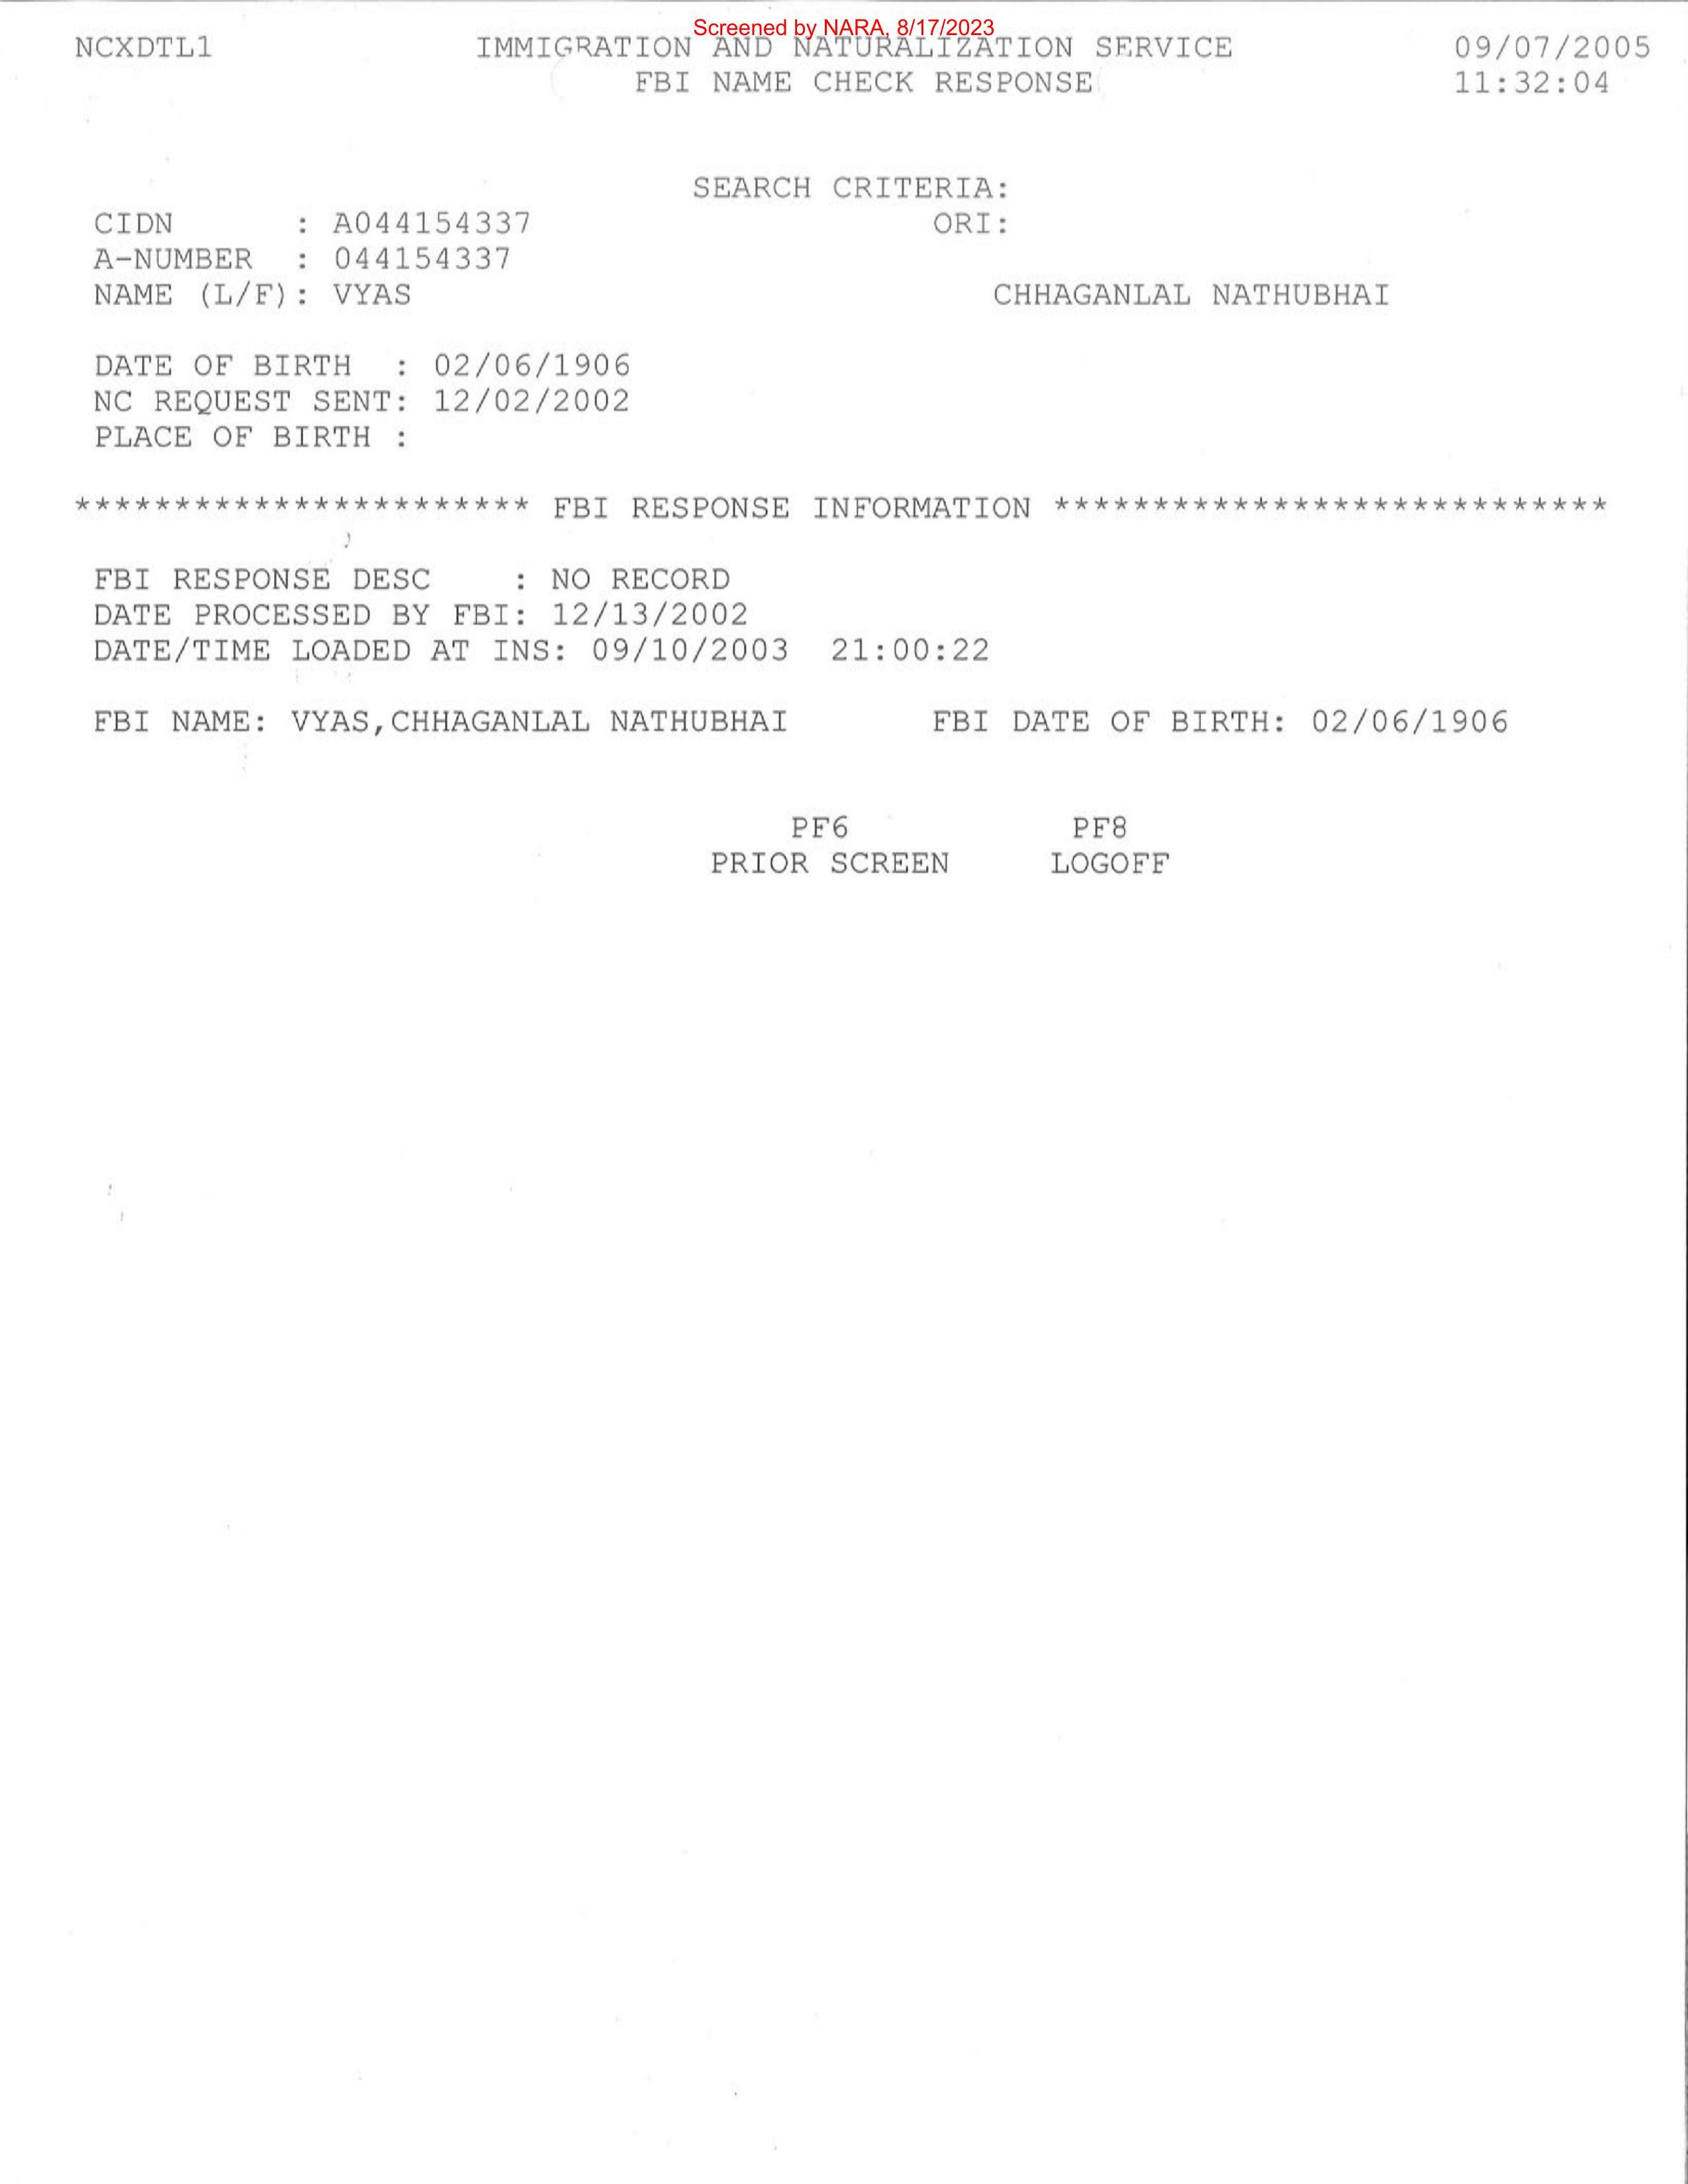 Screened by NARA, 8/17/2023
NCXDTL1 IMMIGRATION AND NATURALIZATION SERVICE 09/07/2005
FBI NAME CHECK RESPONSE 11:32:04
SEARCH CRITERIA:
CIDN : A044154337 ORI:
A-NUMBER : 044154337
NAME (L/F): VYAS CHHAGANLAL NATHUBHAI
DATE OF BIRTH : 02/06/1906
NC REQUEST SENT: 12/02/2002
PLACE OF BIRTH :
*********************** FBI RESPONSE INFORMATION ****************************
FBI RESPONSE DESC : NO RECORD
DATE PROCESSED BY FBI: 12/13/2002
DATE/TIME LOADED AT INS: 09/10/2003 21:00:22
FBI NAME: VYAS,CHHAGANLAL NATHUBHAI FBI DATE OF BIRTH: 02/06/1906
PF6 PF8
PRIOR SCREEN LOGOFF